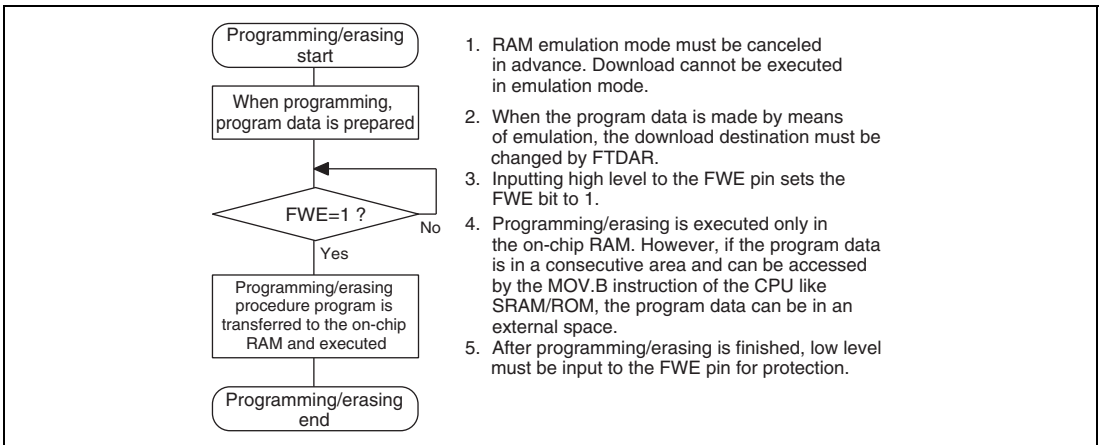 Programming/erasing
start
When programming,
program data is prepared
FWE=1 ?
No
Yes
Programming/erasing
procedure program is
transferred to the on-chip
RAM and executed
Programming/erasing
end
1. RAM emulation mode must be canceled
in advance. Download cannot be executed
in emulation mode.
2. When the program data is made by means
of emulation, the download destination must be
changed by FTDAR.
3. Inputting high level to the FWE pin sets the
FWE bit to 1.
4. Programming/erasing is executed only in
the on-chip RAM. However, if the program data
is in a consecutive area and can be accessed
by the MOV.B instruction of the CPU like
SRAM/ROM, the program data can be in an
external space.
5. After programming/erasing is finished, low level
must be input to the FWE pin for protection.